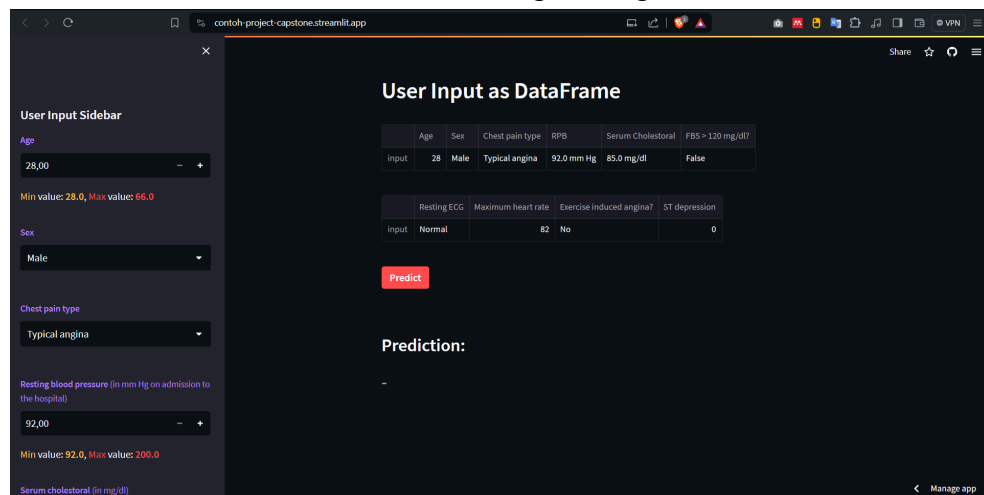 contoh-project-capstone.streamlit.app
VPN
Share
User Input Sidebar
Age
28,00 − +
Min value: 28.0, Max value: 66.0
Sex
Male
Chest pain type
Typical angina
Resting blood pressure (in mm Hg on admission to
the hospital)
92,00 − +
Min value: 92.0, Max value: 200.0
Serum cholestoral (in mg/dl)
User Input as DataFrame
Age Sex Chest pain type RPB Serum Cholestoral FBS > 120 mg/dl?
input 28 Male Typical angina 92.0 mm Hg 85.0 mg/dl False
Resting ECG Maximum heart rate Exercise induced angina? ST depression
input Normal 82 No 0
Predict
Prediction:
-
Manage app